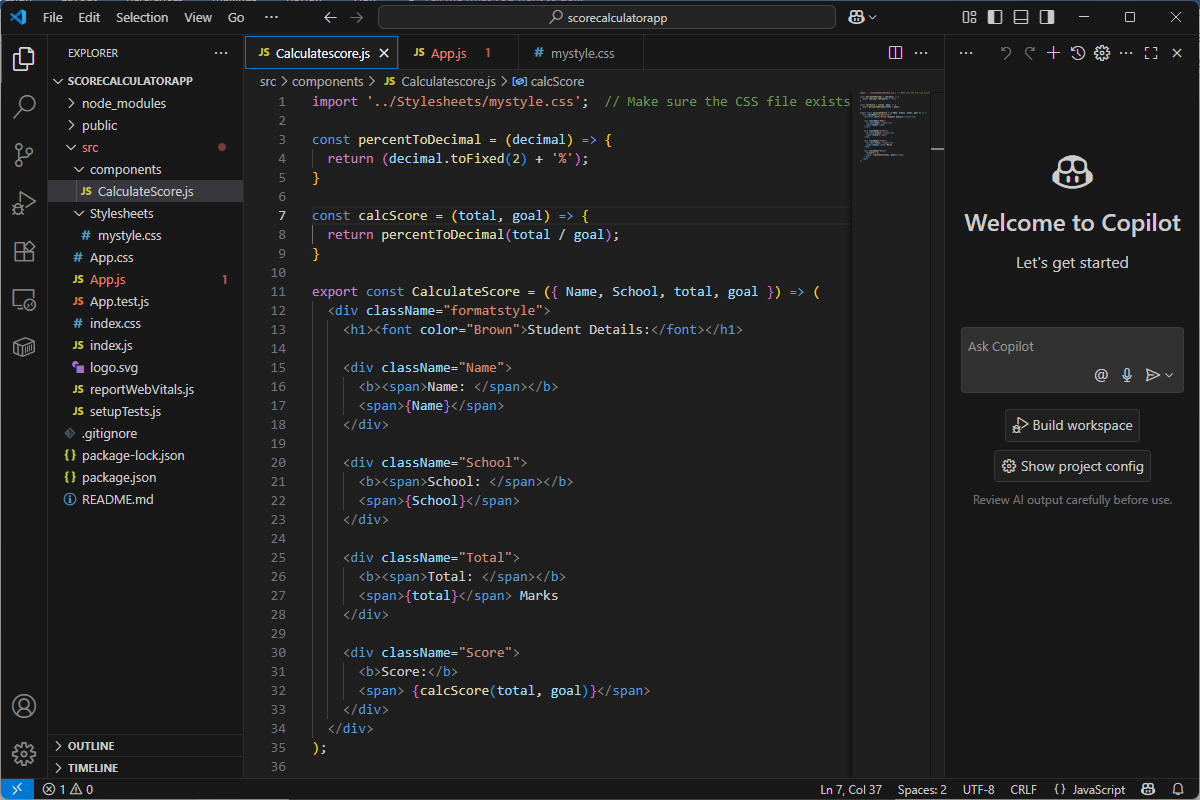 File Edit Selection View Go ··· scorecalculatorapp
EXPLORER ···
SCORECALCULATORAPP
node_modules
public
src
components
JS CalculateScore.js
Stylesheets
# mystyle.css
# App.css
JS App.js 1
JS App.test.js
# index.css
JS index.js
logo.svg
JS reportWebVitals.js
JS setupTests.js
.gitignore
{} package-lock.json
{} package.json
README.md
OUTLINE
TIMELINE
JS Calculatescore.js JS App.js 1 # mystyle.css ···
src > components > JS Calculatescore.js > calcScore
1 import '../Stylesheets/mystyle.css'; // Make sure the CSS file exists
2
3 const percentToDecimal = (decimal) => {
4 return (decimal.toFixed(2) + '%');
5 }
6
7 const calcScore = (total, goal) => {
8 return percentToDecimal(total / goal);
9 }
10
11 export const CalculateScore = ({ Name, School, total, goal }) => (
12 <div className="formatstyle">
13 <h1><font color="Brown">Student Details:</font></h1>
14
15 <div className="Name">
16 <b><span>Name: </span></b>
17 <span>{Name}</span>
18 </div>
19
20 <div className="School">
21 <b><span>School: </span></b>
22 <span>{School}</span>
23 </div>
24
25 <div className="Total">
26 <b><span>Total: </span></b>
27 <span>{total}</span> Marks
28 </div>
29
30 <div className="Score">
31 <b>Score:</b>
32 <span> {calcScore(total, goal)}</span>
33 </div>
34 </div>
35 );
36
Welcome to Copilot
Let's get started
Ask Copilot
@
Build workspace
Show project config
Review AI output carefully before use.
1 0 Ln 7, Col 37 Spaces: 2 UTF-8 CRLF {} JavaScript